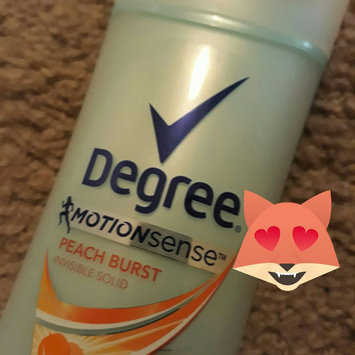 Degree®
MOTIONSENSE™
PEACH BURST
INVISIBLE SOLID